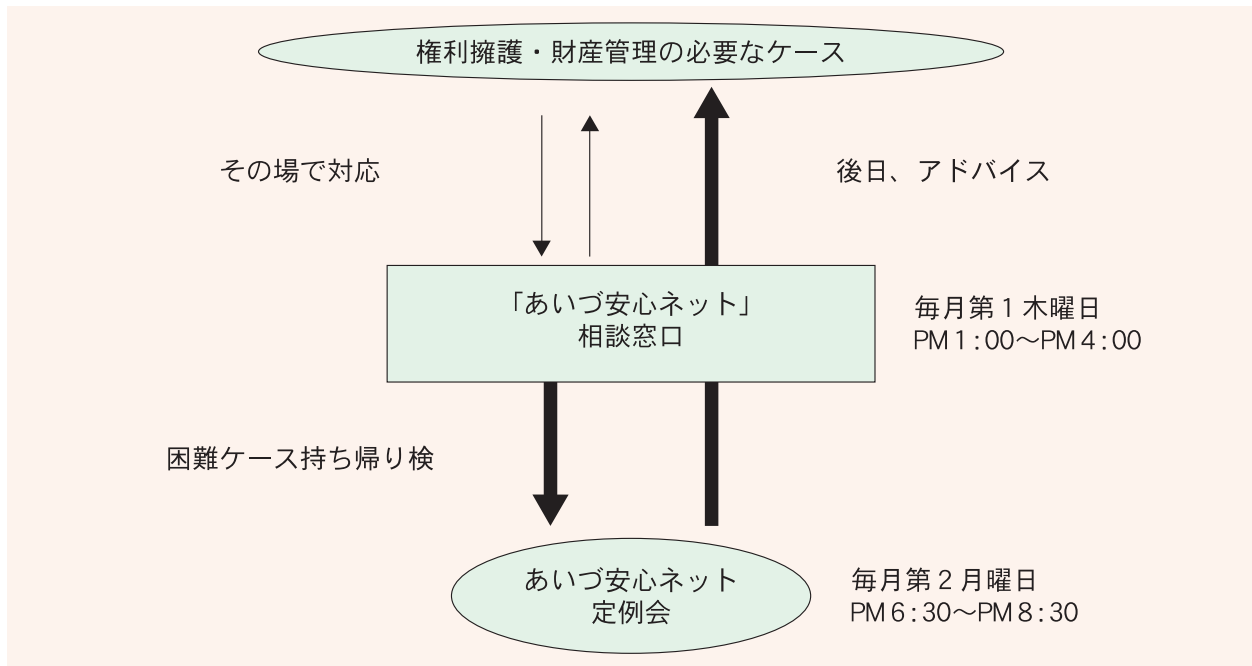 権利擁護・財産管理の必要なケース
その場で対応
後日、アドバイス
「あいづ安心ネット」
相談窓口
毎月第1木曜日
PM1:00〜PM4:00
困難ケース持ち帰り検
あいづ安心ネット
定例会
毎月第2月曜日
PM6:30〜PM8:30